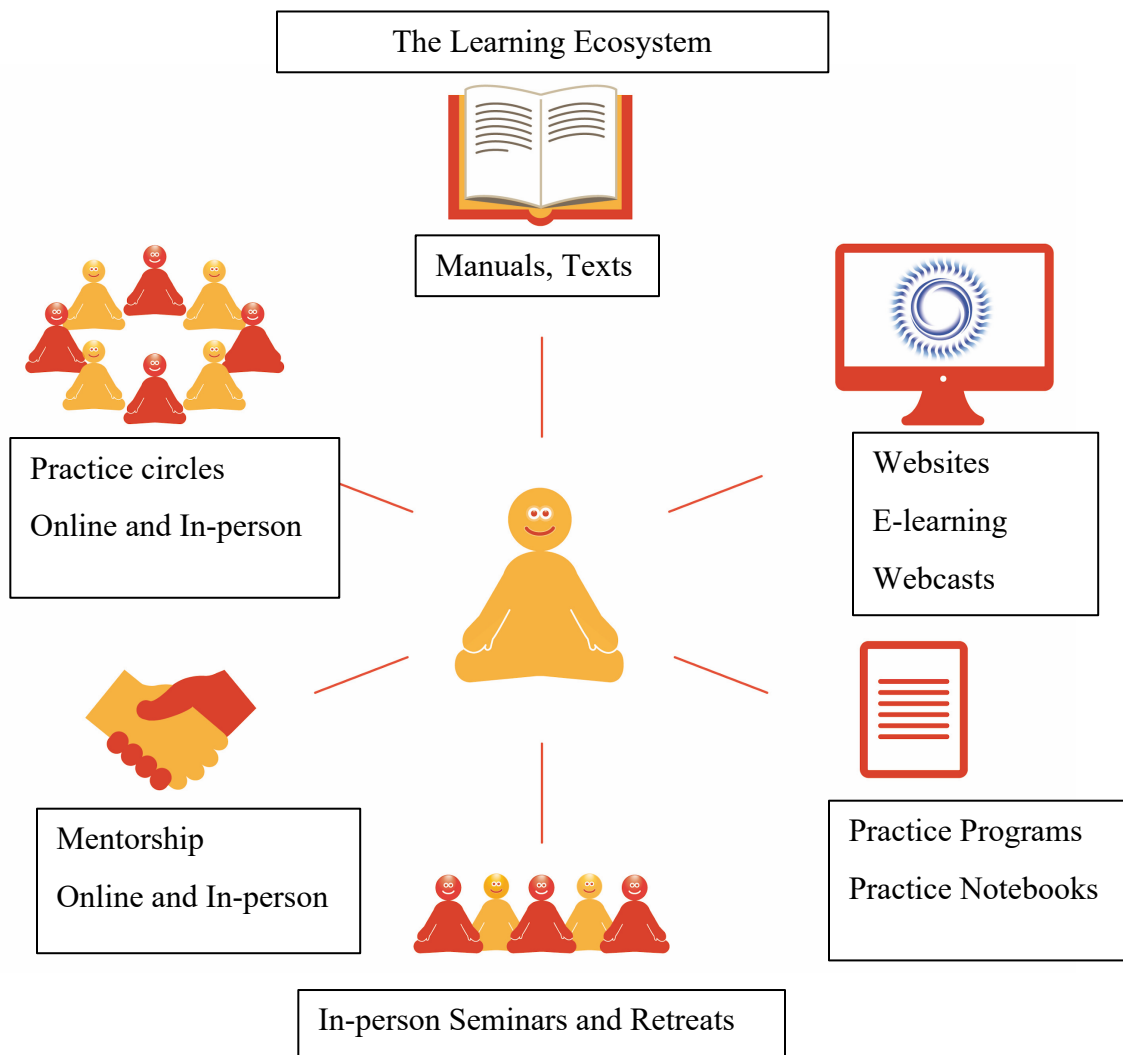 The Learning Ecosystem
Manuals, Texts
Practice circles
Online and In-person
Websites
E-learning
Webcasts
Mentorship
Online and In-person
Practice Programs
Practice Notebooks
In-person Seminars and Retreats